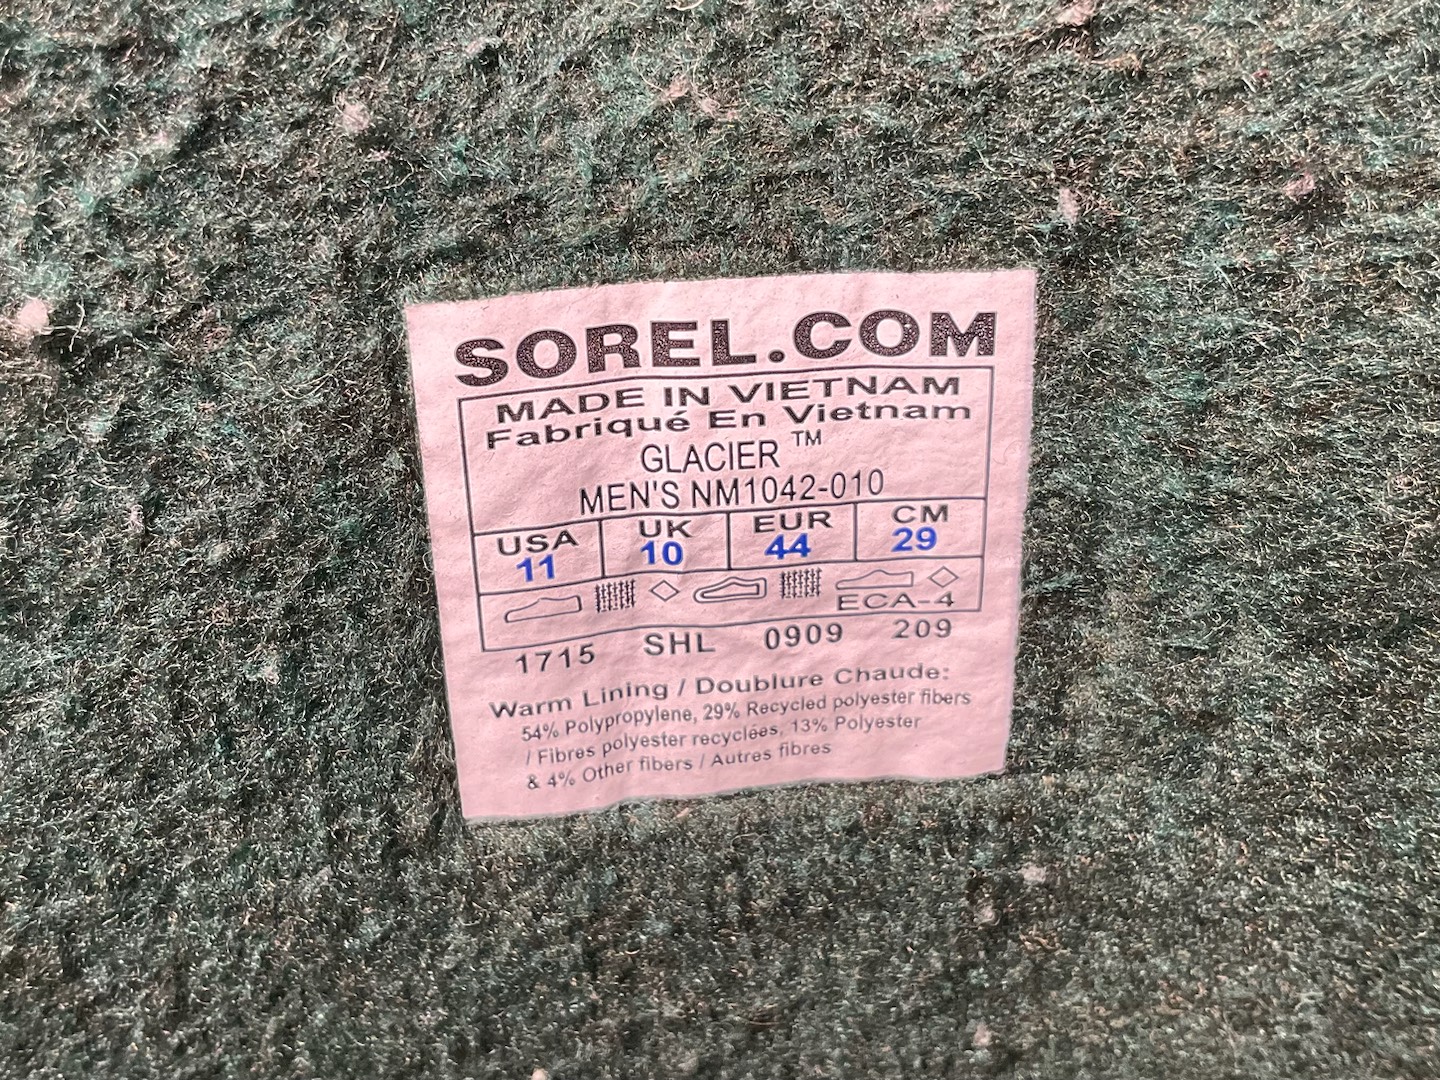 SOREL.COM
MADE IN VIETNAM
Fabriqué En Vietnam
GLACIER™
MEN'S NM1042-010
USA UK EUR CM
11 10 44 29
ECA-4
1715 SHL 0909 209
Warm Lining / Doublure Chaude:
54% Polypropylene, 29% Recycled polyester fibers
/ Fibres polyester recyclées, 13% Polyester
& 4% Other fibers / Autres fibres